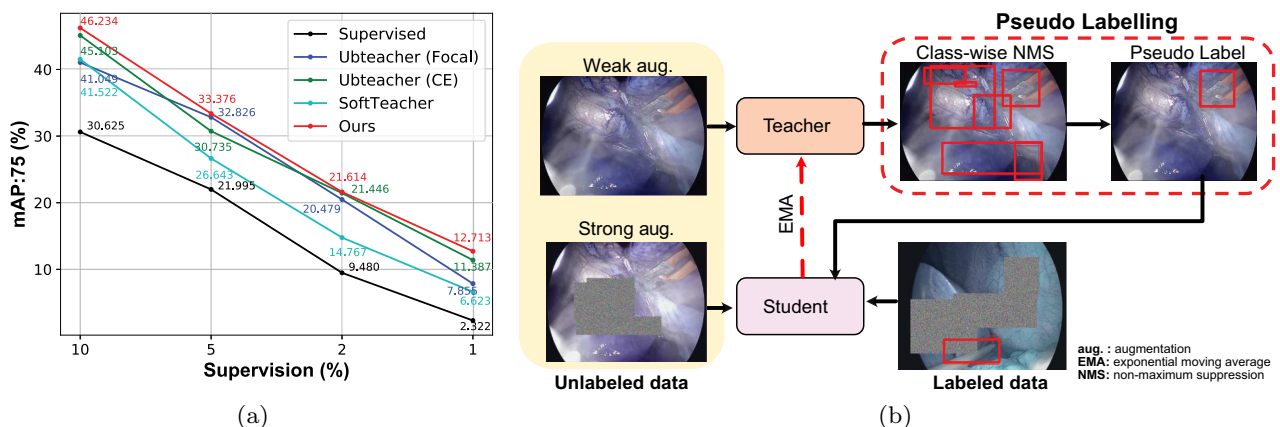 46.234
45.103
41.049
41.522
30.625
33.376
32.826
30.735
26.643
21.995
21.614
21.446
20.479
14.767
9.480
12.713
11.387
7.855
6.623
2.322
Supervised
Ubteacher (Focal)
Ubteacher (CE)
SoftTeacher
Ours
40
30
20
10
mAP:75 (%)
10 5 2 1
Supervision (%)
(a)
Pseudo Labelling
Weak aug.
Class-wise NMS
Pseudo Label
Teacher
EMA
Strong aug.
Student
Unlabeled data
Labeled data
aug. : augmentation
EMA: exponential moving average
NMS: non-maximum suppression
(b)